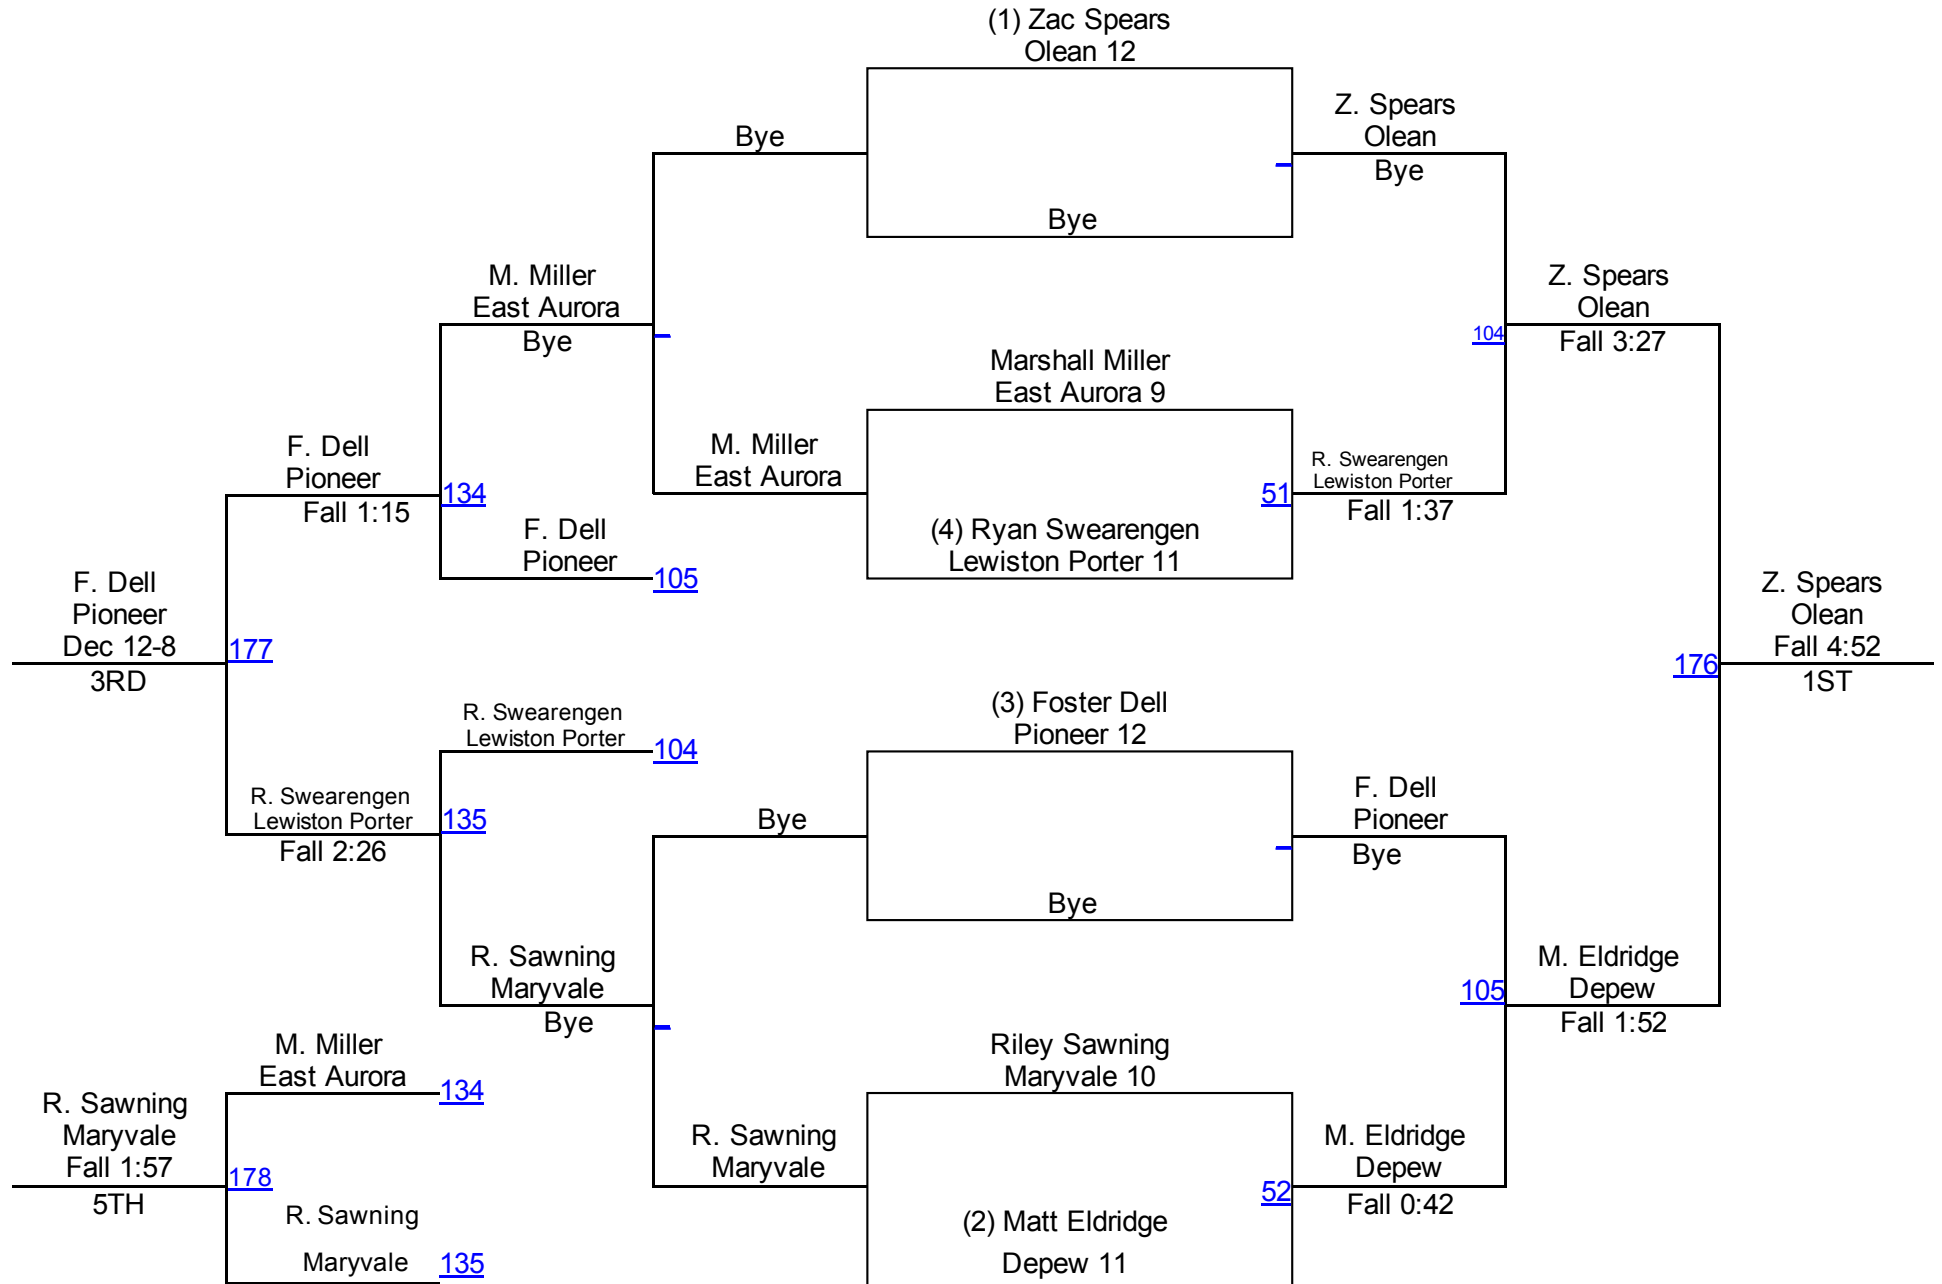 (1) Zac Spears
Olean 12
Z. Spears
Olean
Bye
Bye
Bye
M. Miller
East Aurora
Bye
Z. Spears
Olean
Fall 3:27
104
Marshall Miller
East Aurora 9
F. Dell
Pioneer
Fall 1:15
134
M. Miller
East Aurora
R. Swearengen
Lewiston Porter
Fall 1:37
51
(4) Ryan Swearengen
Lewiston Porter 11
F. Dell
Pioneer
105
F. Dell
Pioneer
Dec 12-8
3RD
177
Z. Spears
Olean
Fall 4:52
1ST
176
R. Swearengen
Lewiston Porter
104
(3) Foster Dell
Pioneer 12
R. Swearengen
Lewiston Porter
Fall 2:26
135
Bye
F. Dell
Pioneer
Bye
Bye
R. Sawning
Maryvale
Bye
M. Eldridge
Depew
Fall 1:52
105
M. Miller
East Aurora
134
Riley Sawning
Maryvale 10
R. Sawning
Maryvale
Fall 1:57
5TH
178
R. Sawning
Maryvale
M. Eldridge
Depew
Fall 0:42
52
R. Sawning
Maryvale
135
(2) Matt Eldridge
Depew 11